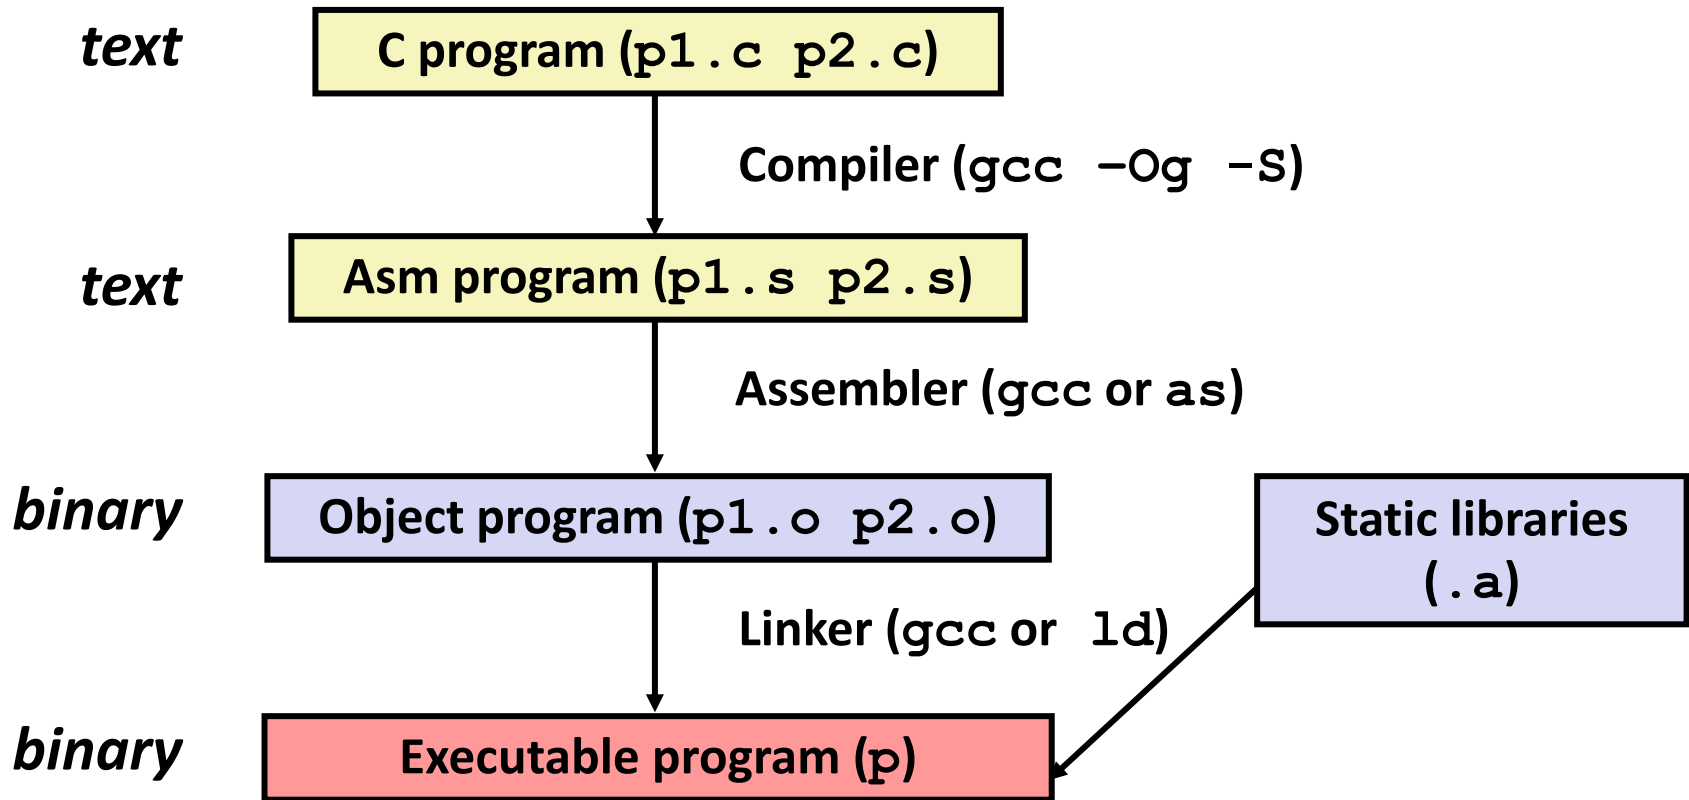 text
C program (p1.c p2.c)
Compiler (gcc –Og -S)
text
Asm program (p1.s p2.s)
Assembler (gcc or as)
binary
Object program (p1.o p2.o)
Static libraries
(.a)
Linker (gcc or ld)
binary
Executable program (p)